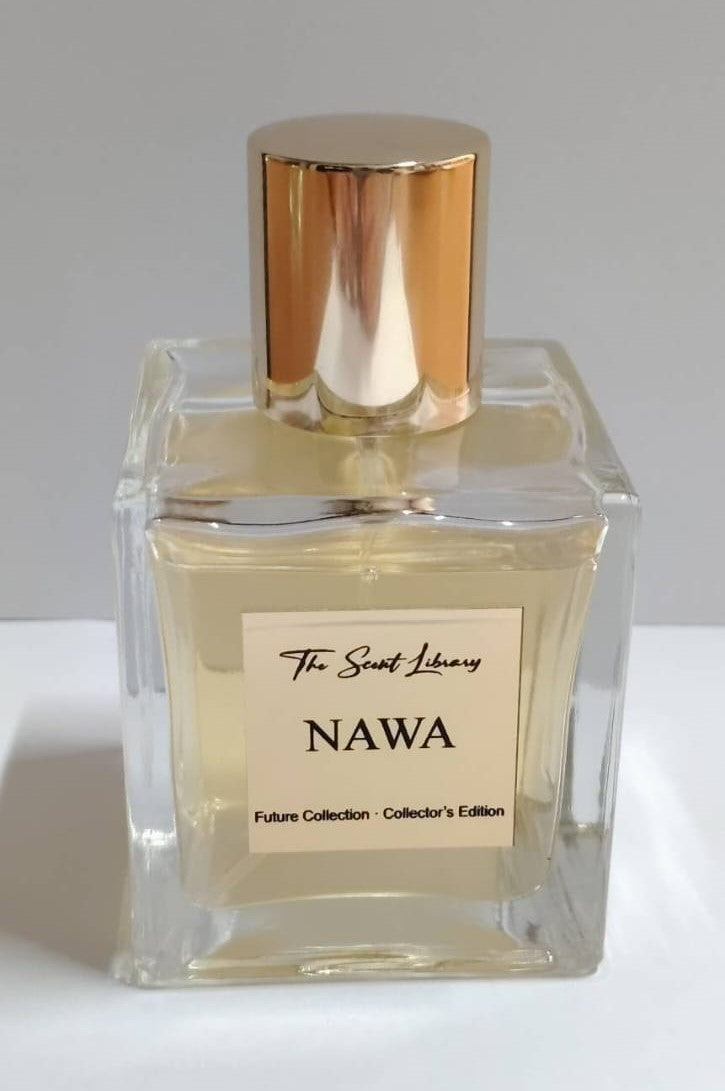 The Scent Library
NAWA
Future Collection · Collector's Edition